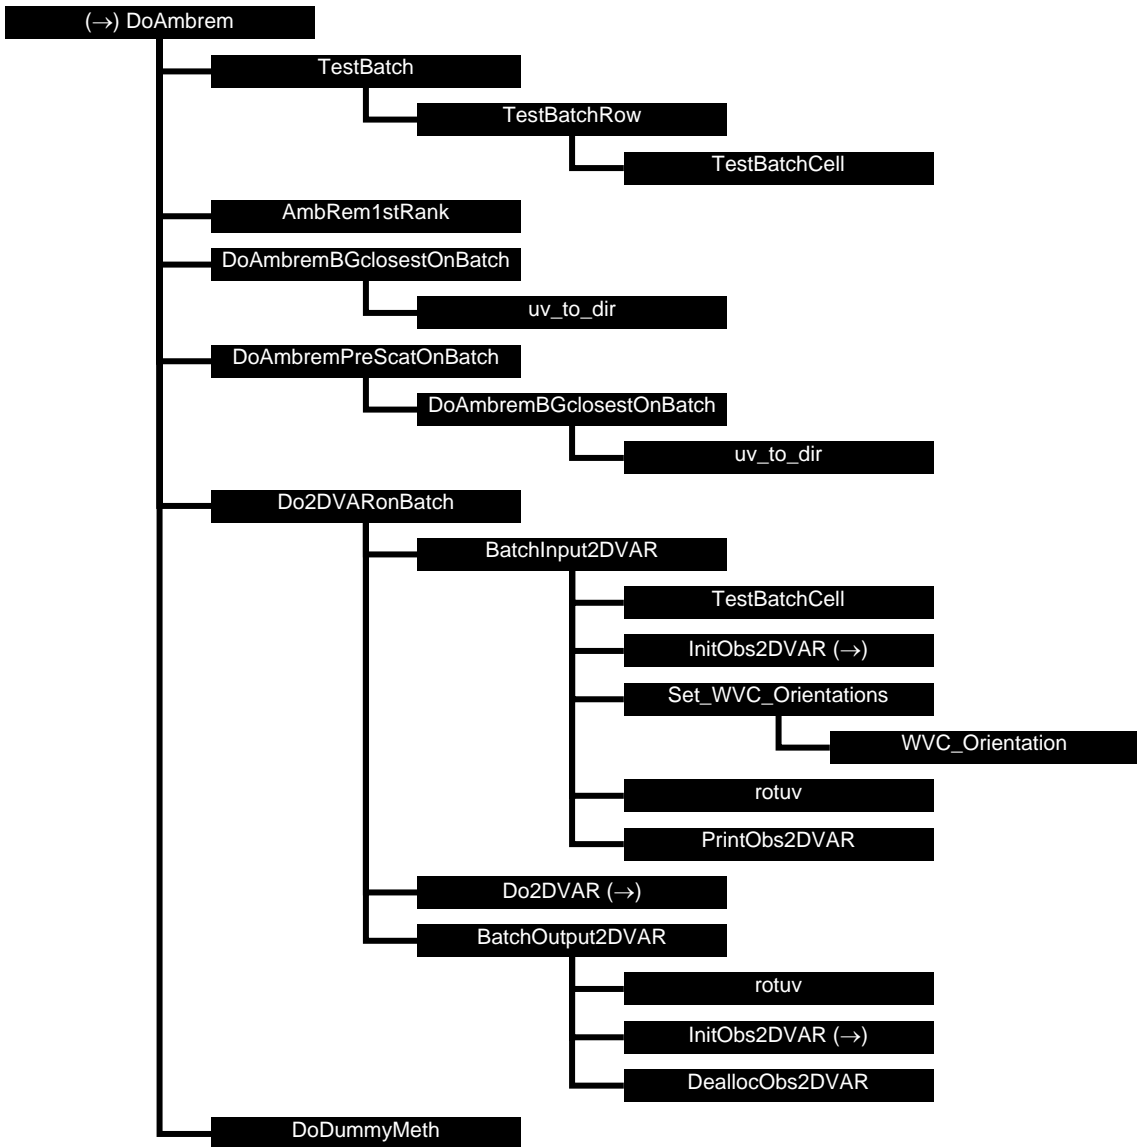 (→) DoAmbrem
TestBatch
TestBatchRow
TestBatchCell
AmbRem1stRank
DoAmbremBGclosestOnBatch
uv_to_dir
DoAmbremPreScatOnBatch
DoAmbremBGclosestOnBatch
uv_to_dir
Do2DVARonBatch
BatchInput2DVAR
TestBatchCell
InitObs2DVAR (→)
Set_WVC_Orientations
WVC_Orientation
rotuv
PrintObs2DVAR
Do2DVAR (→)
BatchOutput2DVAR
rotuv
InitObs2DVAR (→)
DeallocObs2DVAR
DoDummyMeth